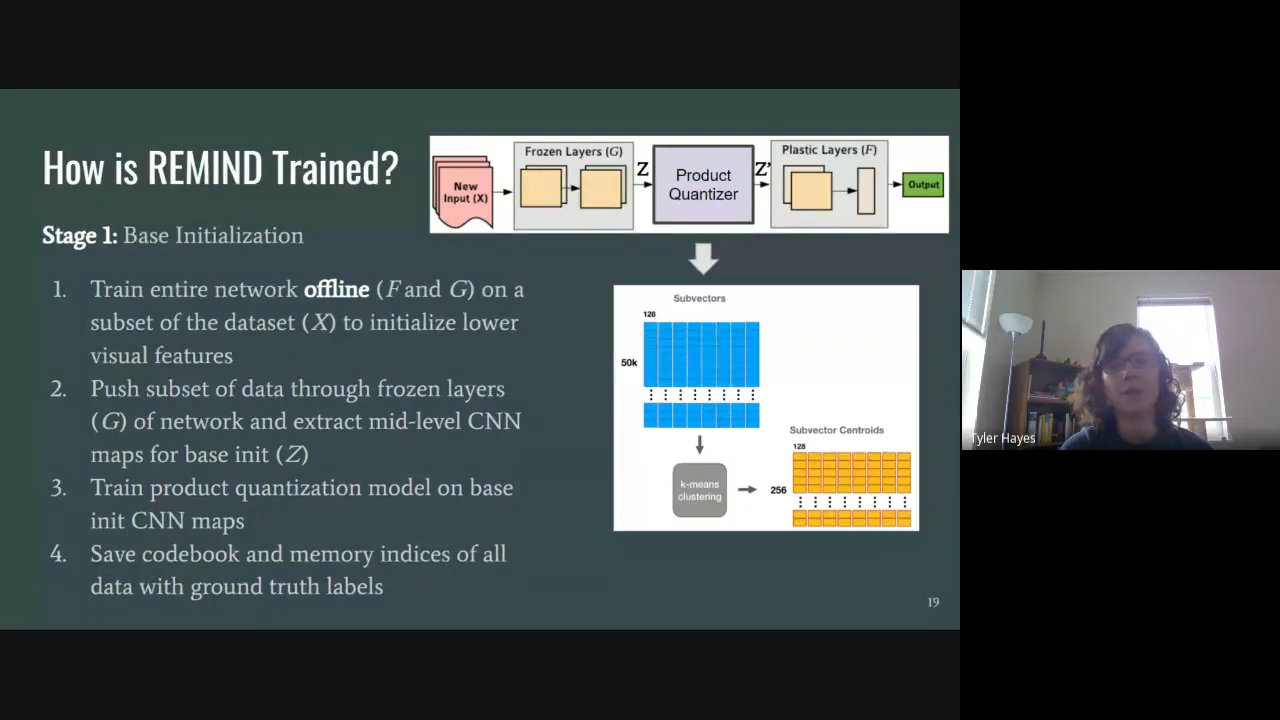 How is REMIND Trained?
Stage 1: Base Initialization
1. Train entire network offline (F and G) on a
subset of the dataset (X) to initialize lower
visual features
2. Push subset of data through frozen layers
(G) of network and extract mid-level CNN
maps for base init (Z)
3. Train product quantization model on base
init CNN maps
4. Save codebook and memory indices of all
data with ground truth labels
New
Input (X)
Frozen Layers (G)
Z
Product
Quantizer
Z'
Plastic Layers (F)
Output
Subvectors
128
50k
k-means
clustering
Subvector Centroids
128
256
19
Tyler Hayes